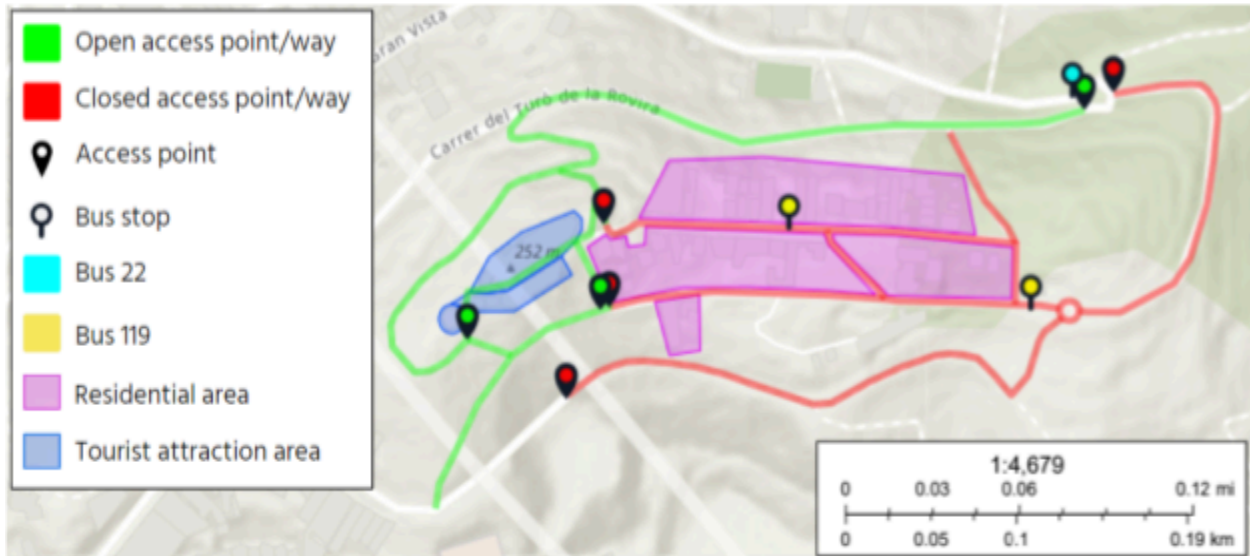 Open access point/way
Closed access point/way
Access point
Bus stop
Bus 22
Bus 119
Residential area
Tourist attraction area
aran Vista
Carrer del Turó de la Rovira
252 m
1:4,679
0 0.03 0.06 0.12 mi
0 0.05 0.1 0.19 km